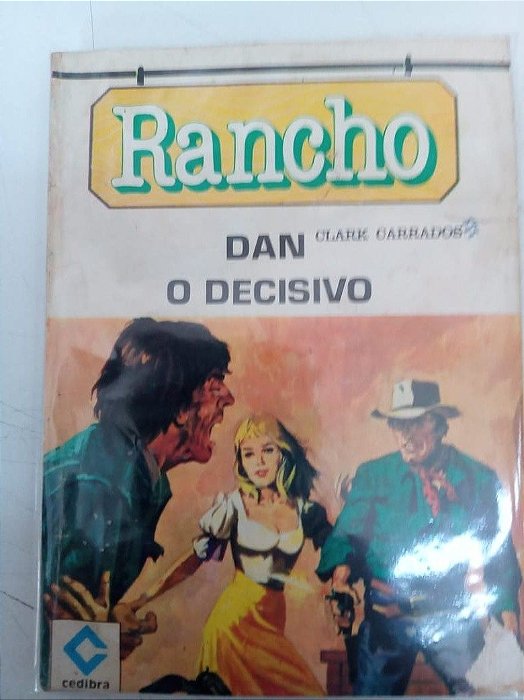 Rancho
CLARK CARRADOS
DAN
O DECISIVO
cedibra